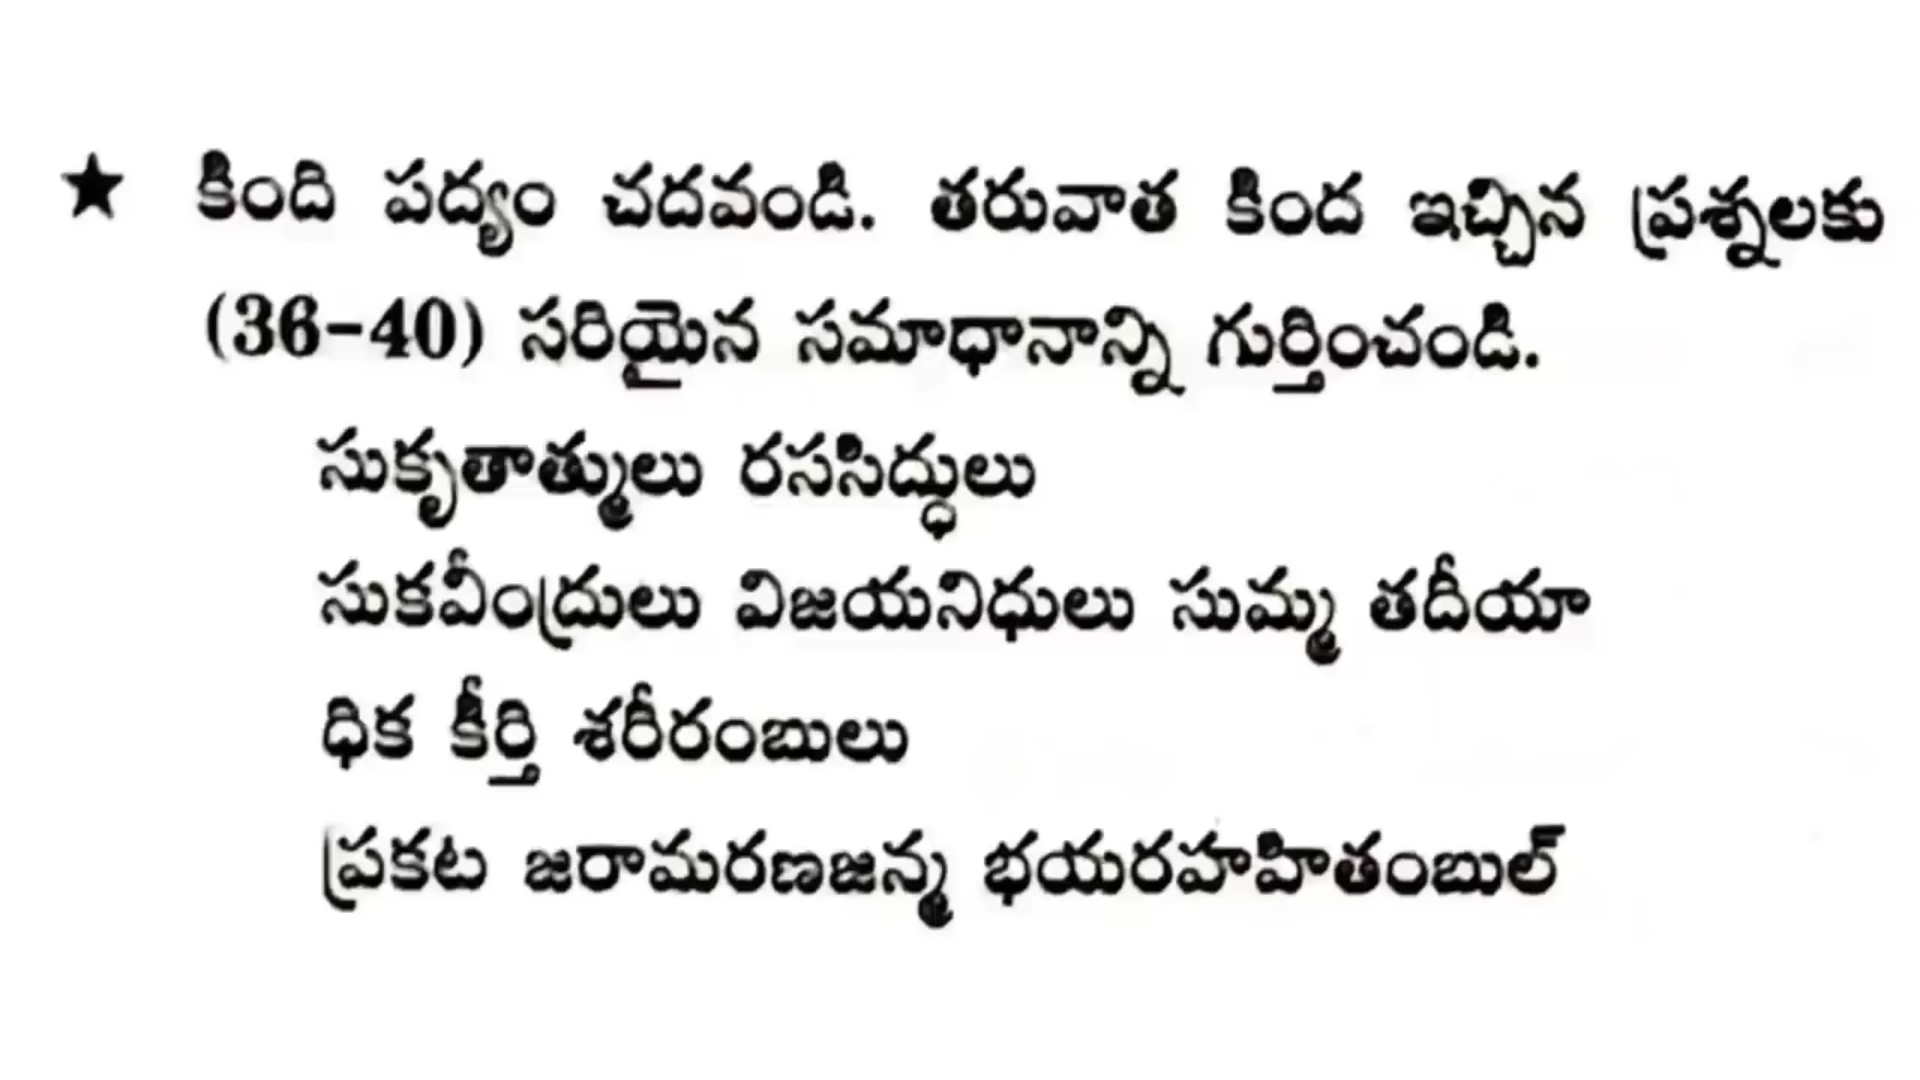 ★ కింది పద్యం చదవండి. తరువాత కింద ఇచ్చిన ప్రశ్నలకు
(36-40) సరియైన సమాధానాన్ని గుర్తించండి.
సుకృతాత్ములు రససిద్ధులు
సుకవీంద్రులు విజయనిధులు సుమ్మ తదీయా
ధిక కీర్తి శరీరంబులు
ప్రకట జరామరణజన్మ భయరహహితంబుల్